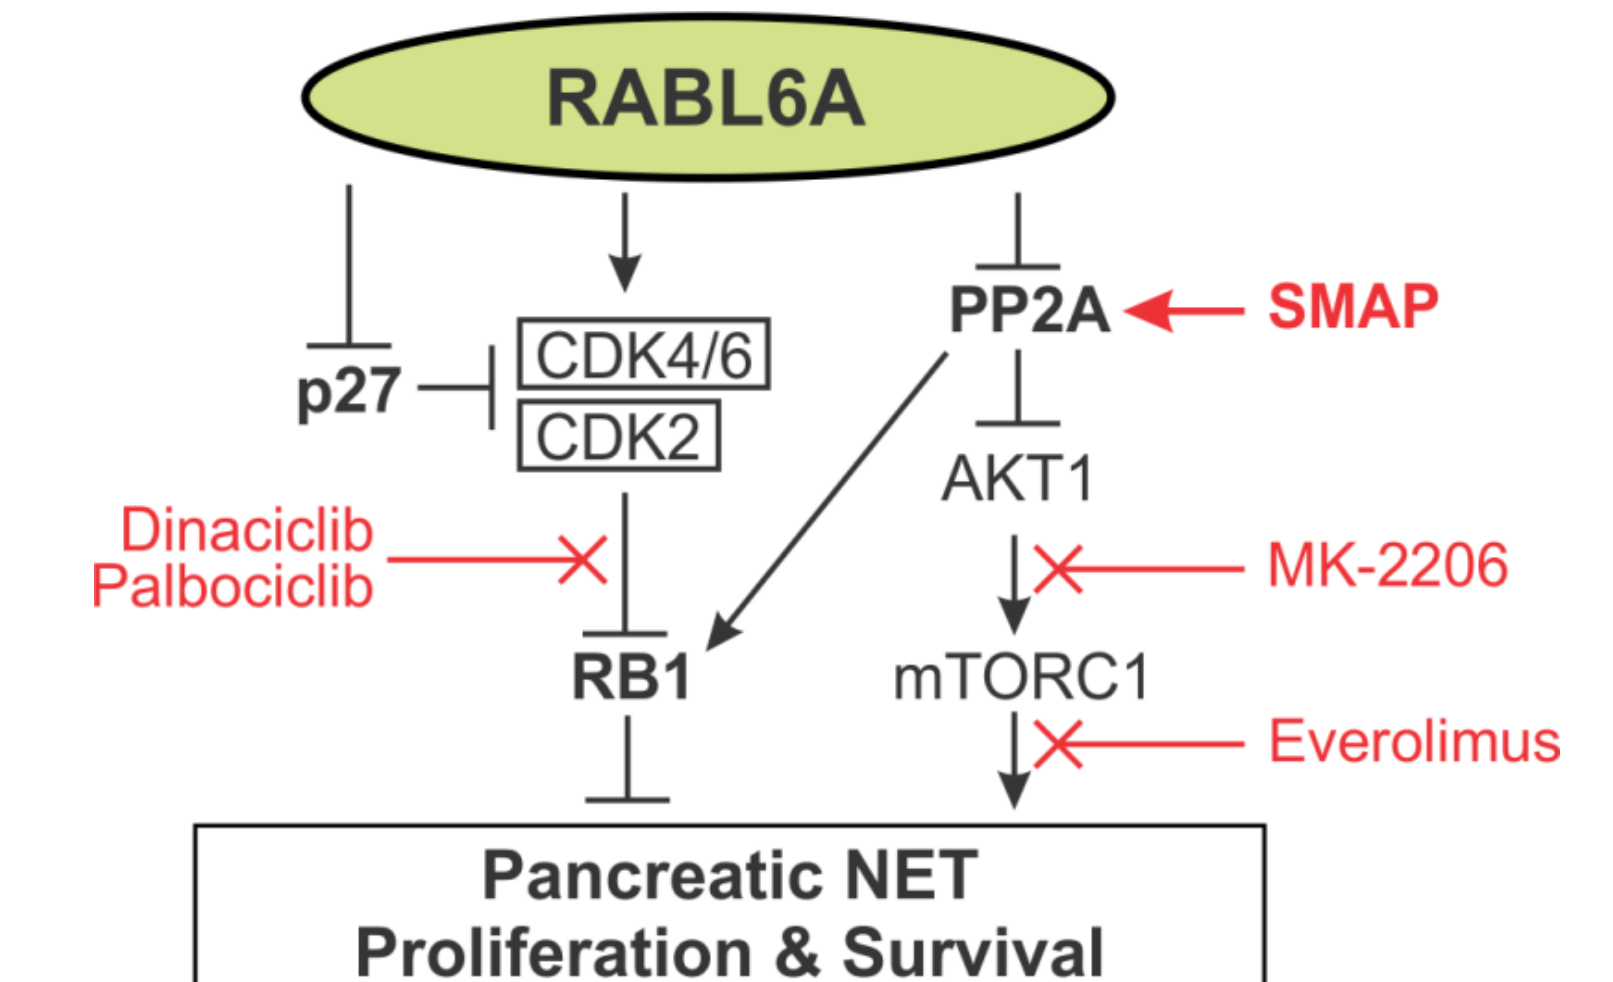 RABL6A
PP2A
SMAP
p27
CDK4/6
CDK2
AKT1
Dinaciclib
Palbociclib
MK-2206
RB1
mTORC1
Everolimus
Pancreatic NET
Proliferation & Survival